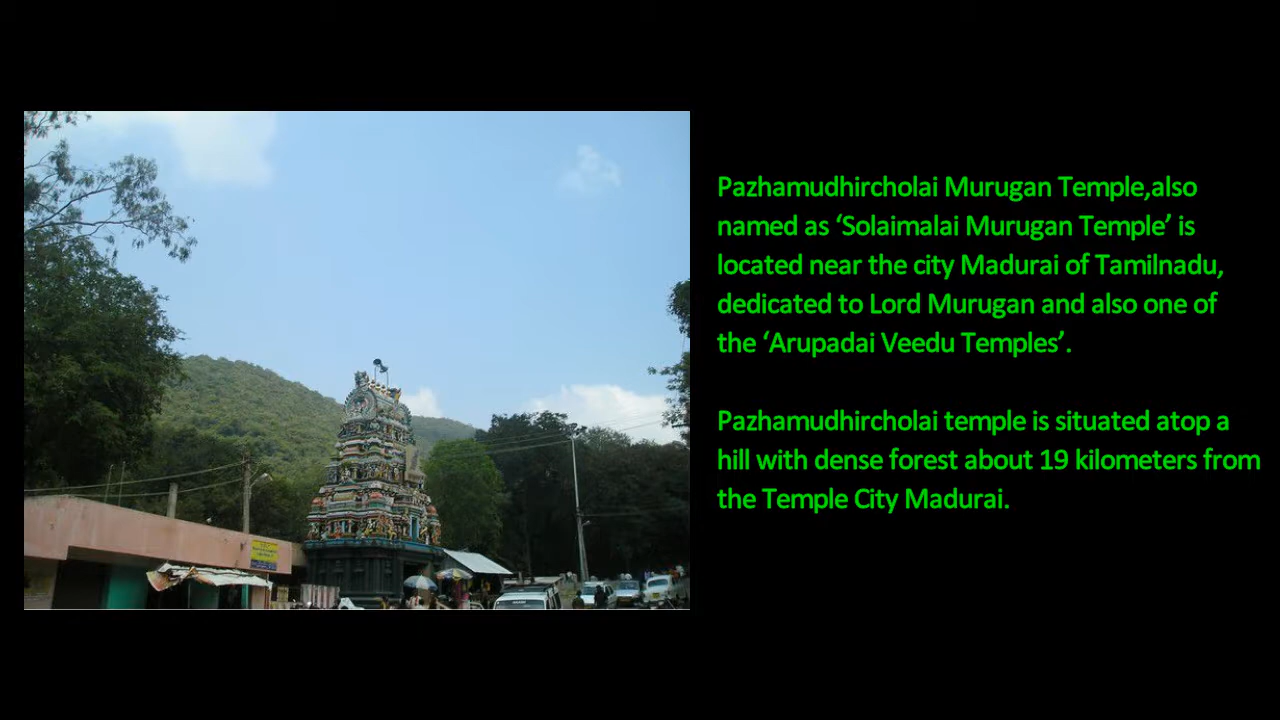 Pazhamudhircholai Murugan Temple,also
named as ‘Solaimalai Murugan Temple’ is
located near the city Madurai of Tamilnadu,
dedicated to Lord Murugan and also one of
the ‘Arupadai Veedu Temples’.
Pazhamudhircholai temple is situated atop a
hill with dense forest about 19 kilometers from
the Temple City Madurai.